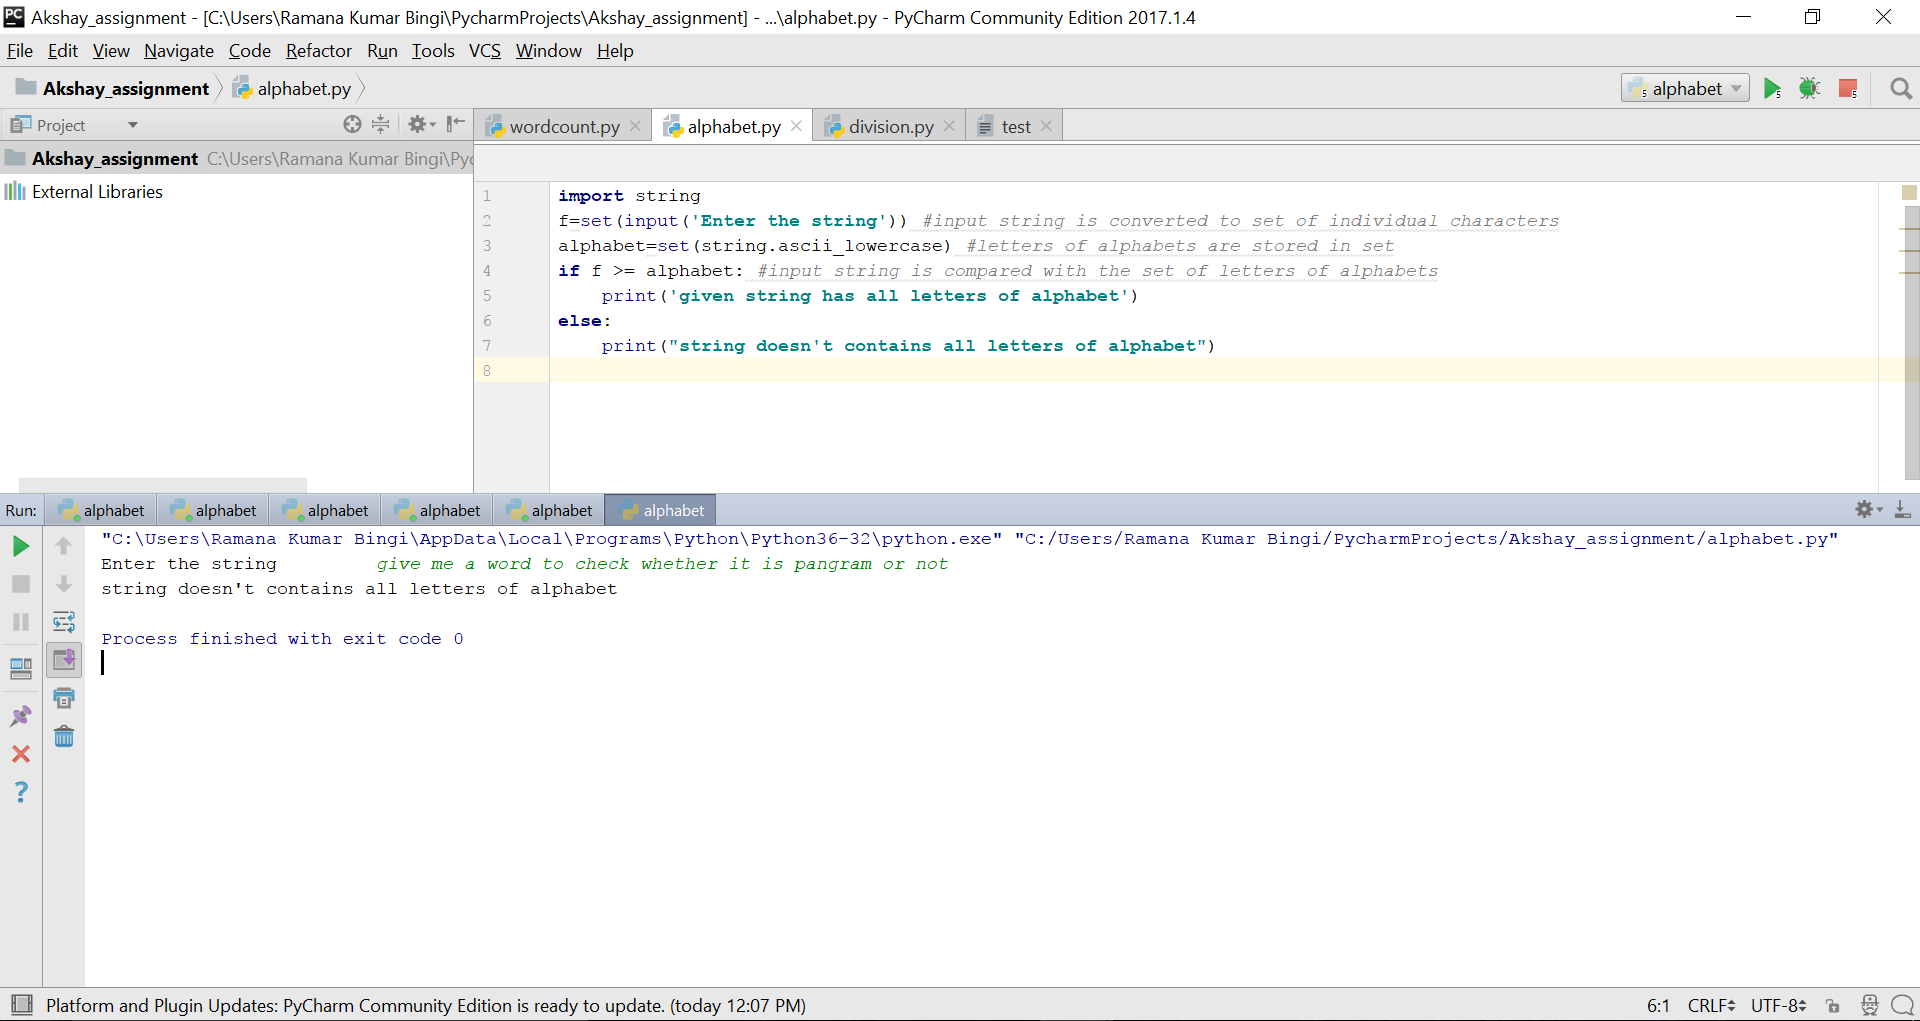 Akshay_assignment - [C:\Users\Ramana Kumar Bingi\PycharmProjects\Akshay_assignment] - ...\alphabet.py - PyCharm Community Edition 2017.1.4
File Edit View Navigate Code Refactor Run Tools VCS Window Help
Akshay_assignment alphabet.py alphabet
Project wordcount.py alphabet.py division.py test
Akshay_assignment C:\Users\Ramana Kumar Bingi\Pyc
External Libraries
1 import string
2 f=set(input('Enter the string')) #input string is converted to set of individual characters
3 alphabet=set(string.ascii_lowercase) #letters of alphabets are stored in set
4 if f >= alphabet: #input string is compared with the set of letters of alphabets
5 print('given string has all letters of alphabet')
6 else:
7 print("string doesn't contains all letters of alphabet")
8
Run: alphabet alphabet alphabet alphabet alphabet alphabet
"C:\Users\Ramana Kumar Bingi\AppData\Local\Programs\Python\Python36-32\python.exe" "C:/Users/Ramana Kumar Bingi/PycharmProjects/Akshay_assignment/alphabet.py"
Enter the string give me a word to check whether it is pangram or not
string doesn't contains all letters of alphabet
Process finished with exit code 0
Platform and Plugin Updates: PyCharm Community Edition is ready to update. (today 12:07 PM) 6:1 CRLF UTF-8